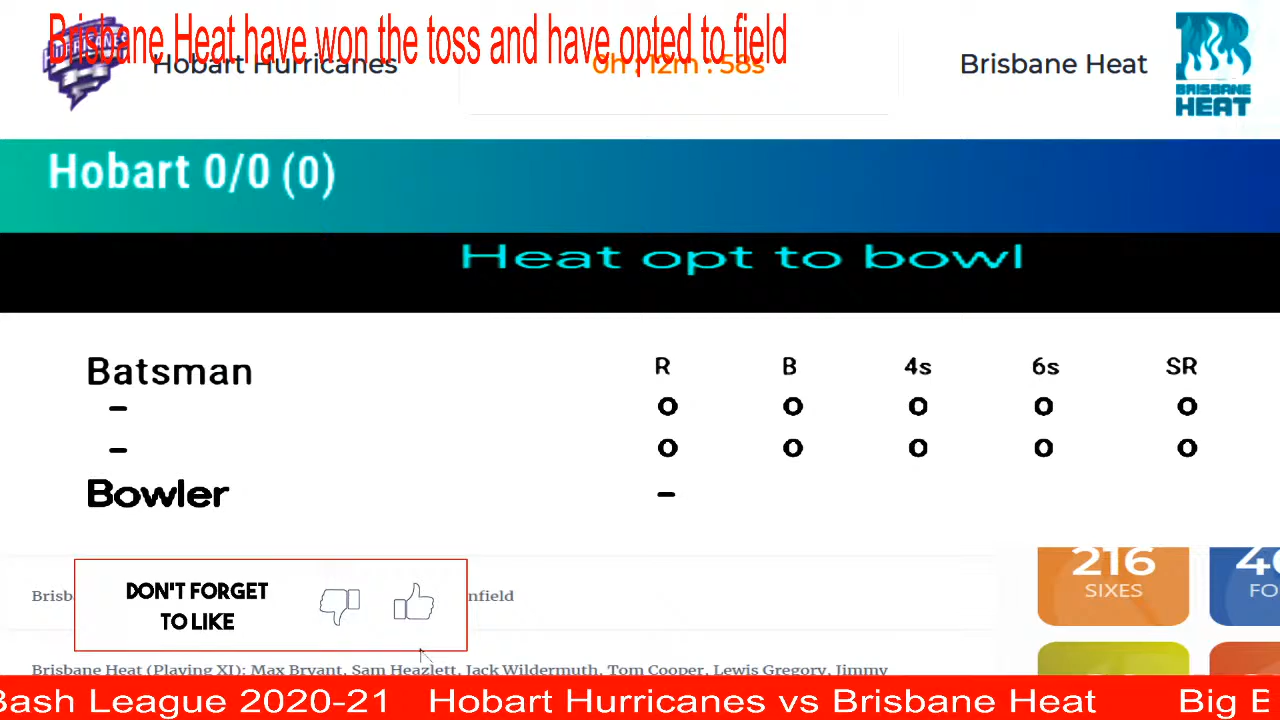 Brisbane Heat have won the toss and have opted to field
Hobart Hurricanes
0h : 12m : 58s
Brisbane Heat
BRISBANE
HEAT
Hobart 0/0 (0)
Heat opt to bowl
Batsman R B 4s 6s SR
- 0 0 0 0 0
- 0 0 0 0 0
Bowler -
216
SIXES
DON'T FORGET
TO LIKE
Brisbane Heat (Playing XI): Max Bryant, Sam Heazlett, Jack Wildermuth, Tom Cooper, Lewis Gregory, Jimmy
Bash League 2020-21 Hobart Hurricanes vs Brisbane Heat Big